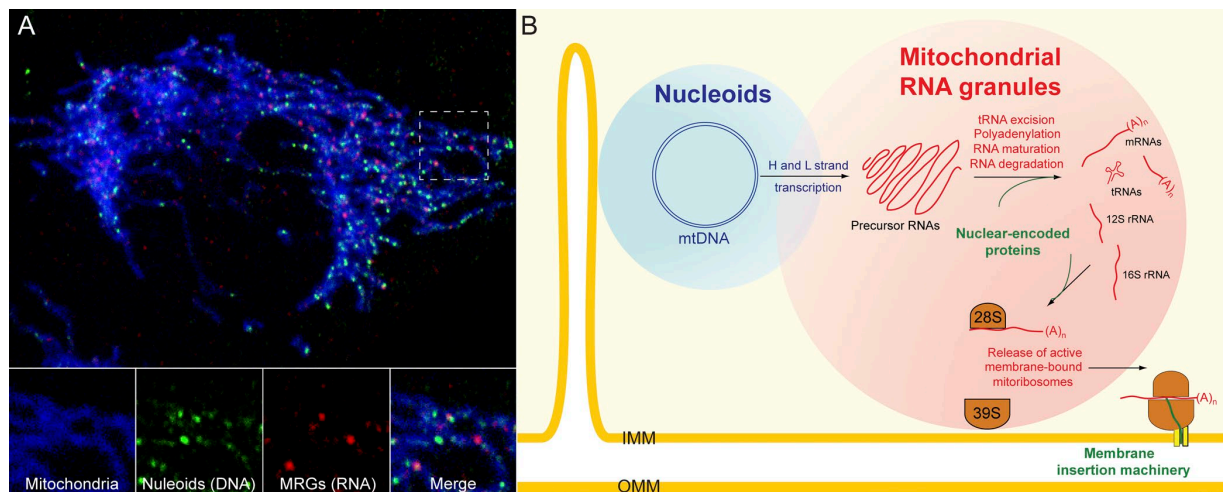 A
Mitochondria
Nuleoids (DNA)
MRGs (RNA)
Merge
B
Nucleoids
mtDNA
H and L strand
transcription
Mitochondrial
RNA granules
Precursor RNAs
tRNA excision
Polyadenylation
RNA maturation
RNA degradation
Nuclear-encoded
proteins
(A)n
mRNAs
(A)n
tRNAs
12S rRNA
16S rRNA
28S
(A)n
Release of active
membrane-bound
mitoribosomes
39S
(A)n
IMM
Membrane
insertion machinery
OMM